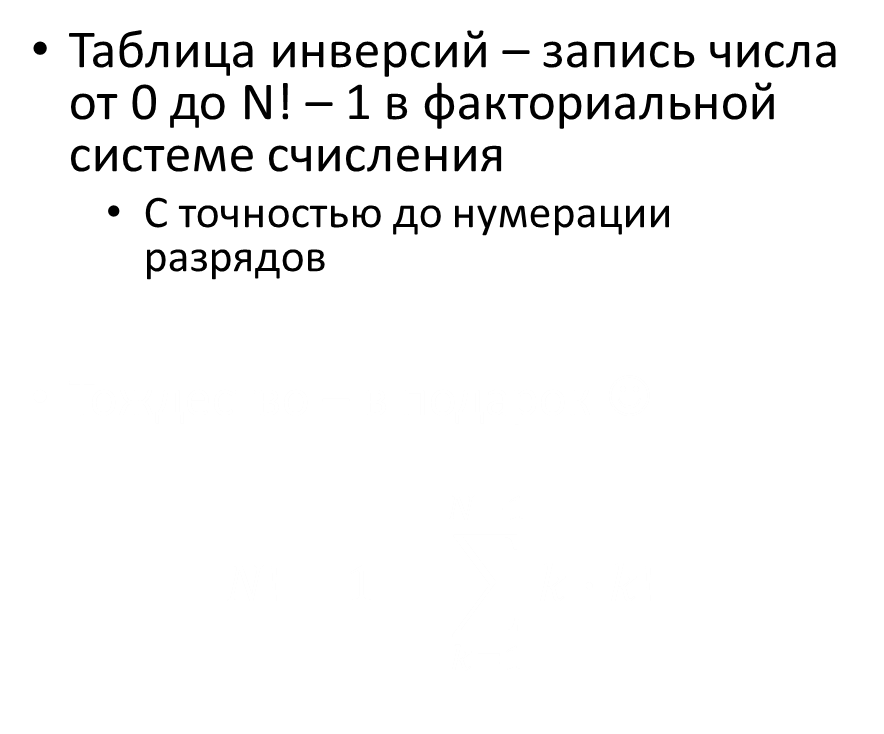 • Таблица инверсий – запись числа
от 0 до N! – 1 в факториальной
системе счисления
• С точностью до нумерации
разрядов